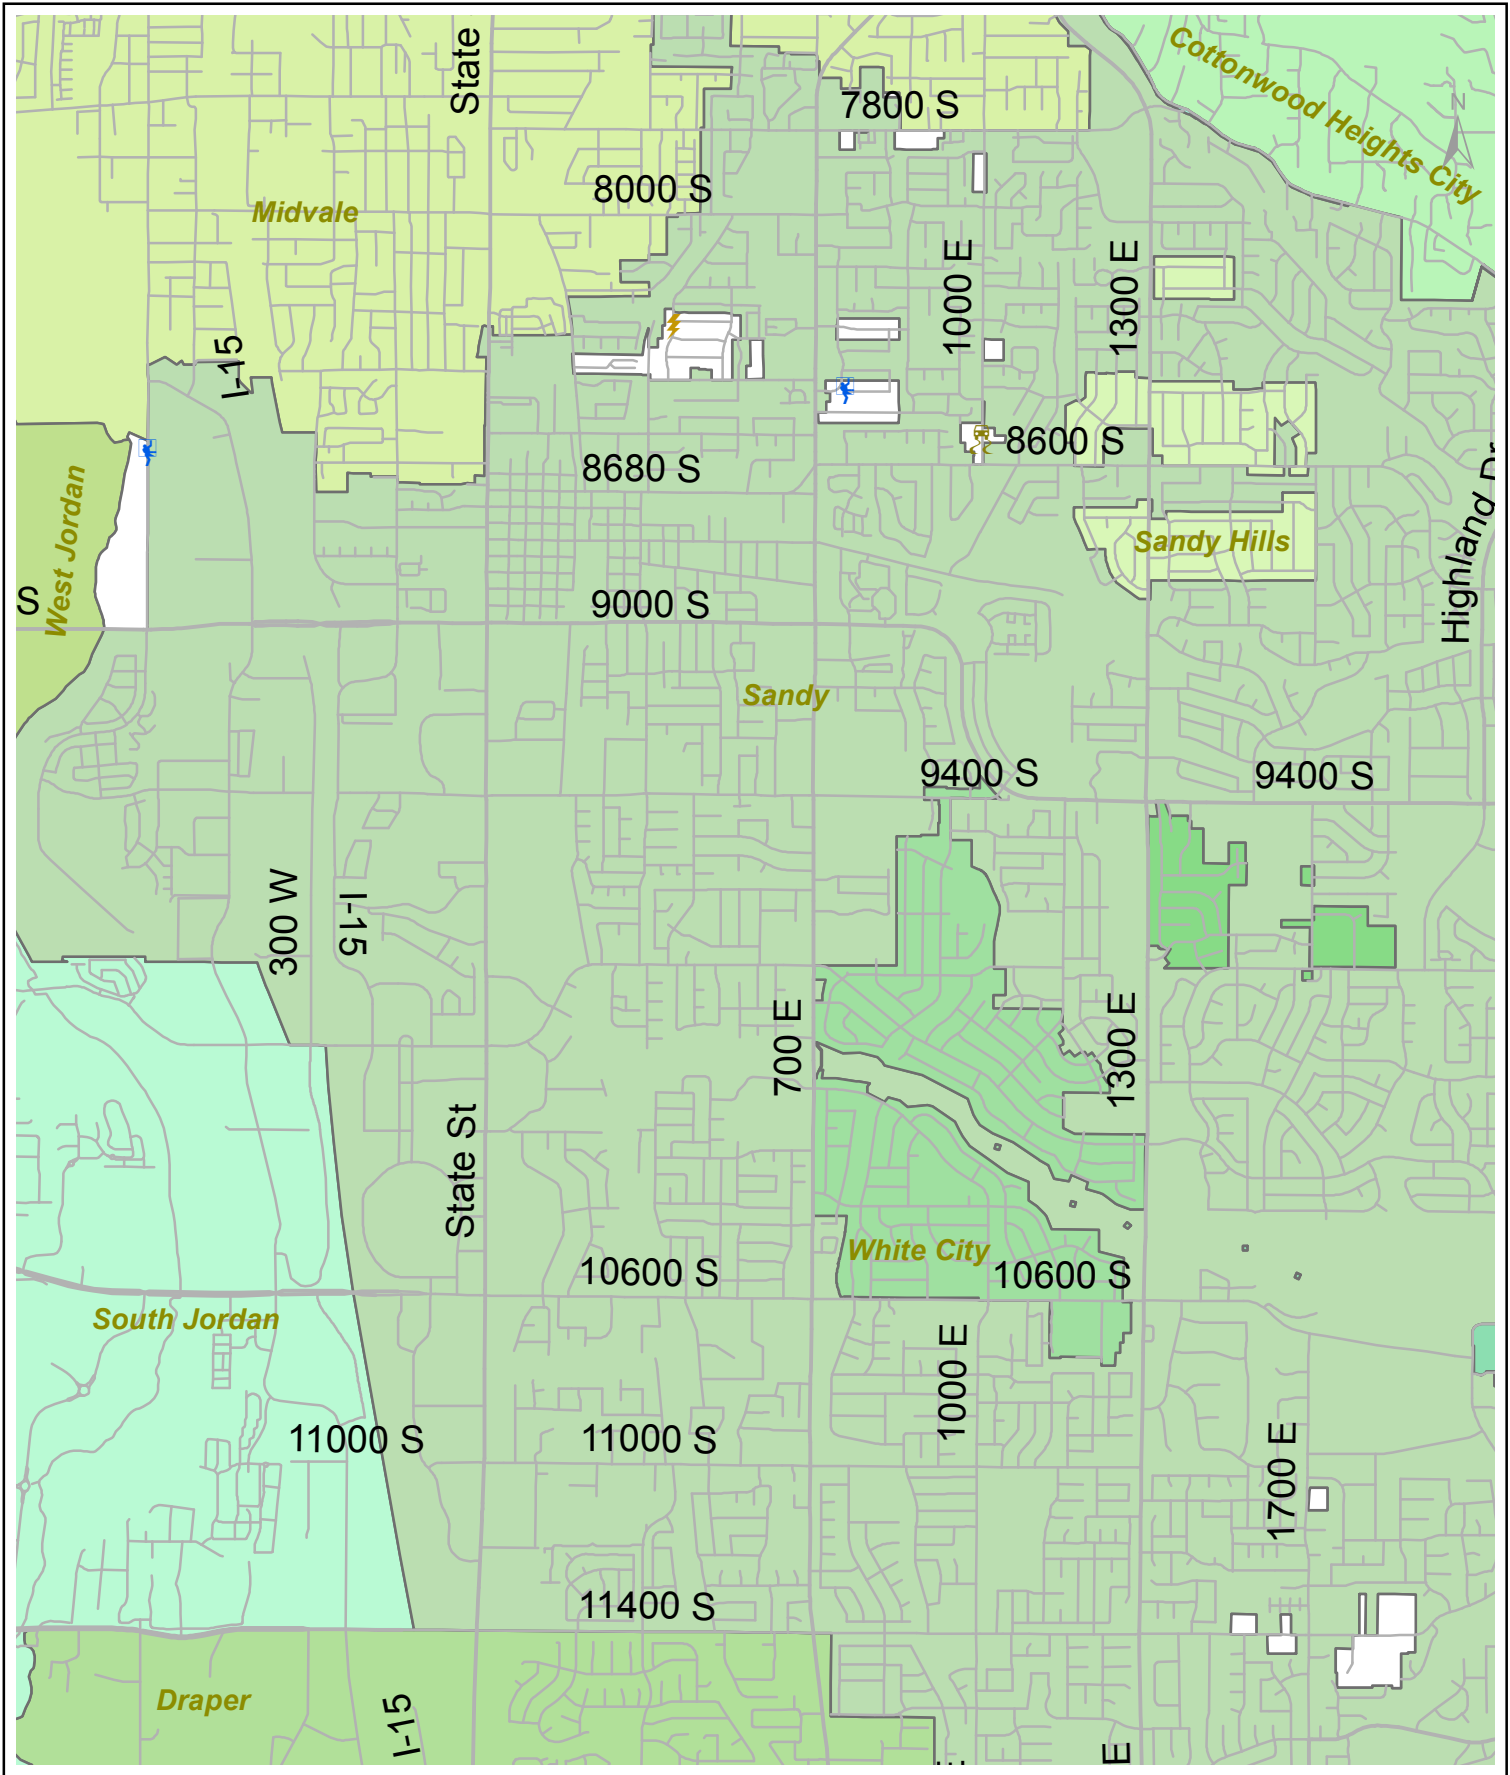 State
Cottonwood Heights City
N
7800 S
8000 S
Midvale
1000 E
1300 E
I-15
8600 S
8680 S
Highland Dr
West Jordan
Sandy Hills
S
9000 S
Sandy
9400 S
9400 S
300 W
I-15
700 E
1300 E
State St
White City
10600 S
10600 S
South Jordan
1000 E
11000 S
11000 S
1700 E
11400 S
Draper
I-15
E
E